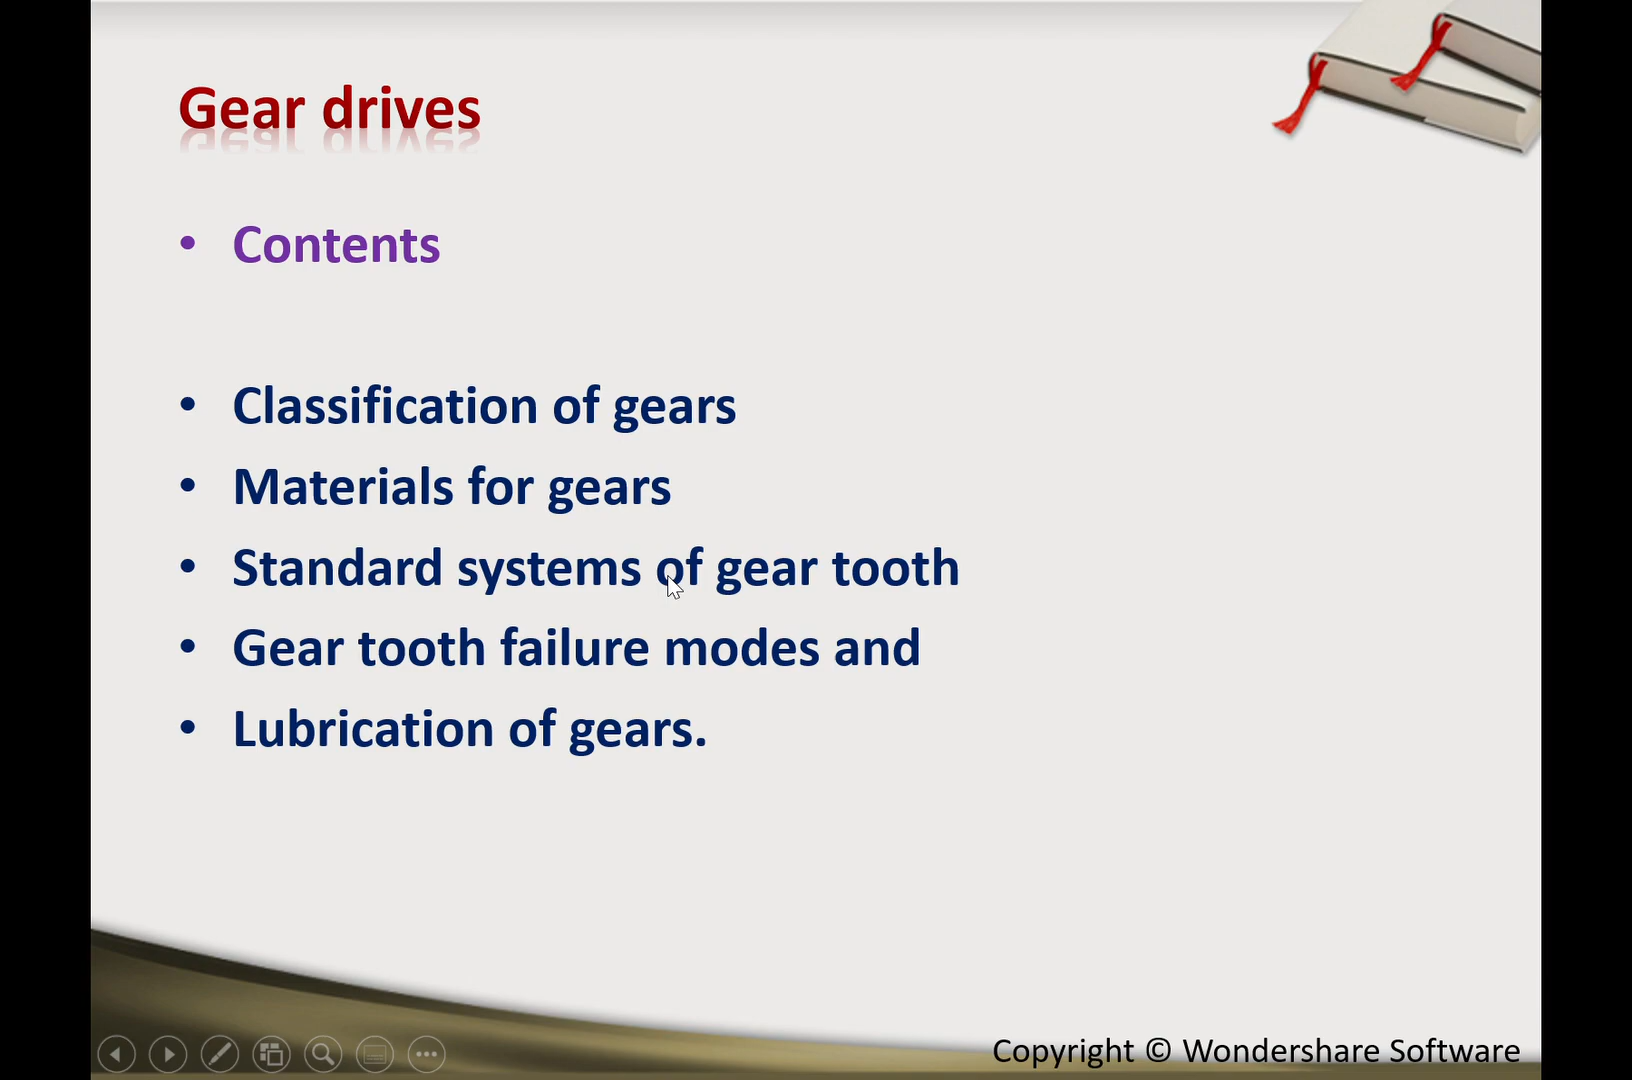 Gear drives
• Contents
• Classification of gears
• Materials for gears
• Standard systems of gear tooth
• Gear tooth failure modes and
• Lubrication of gears.
Copyright © Wondershare Software